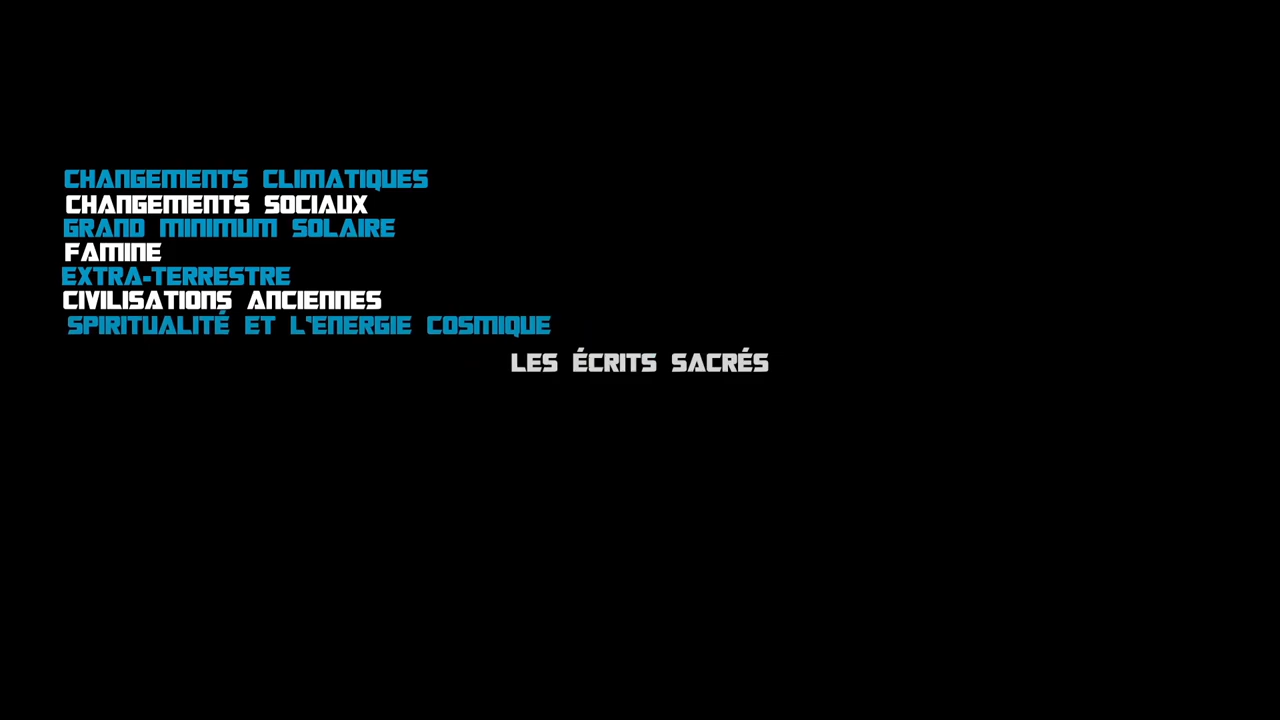 CHANGEMENTS CLIMATIQUES
CHANGEMENTS SOCIAUX
GRAND MINIMUM SOLAIRE
FAMINE
EXTRA-TERRESTRE
CIVILISATIONS ANCIENNES
SPIRITUALITÉ ET L'ENERGIE COSMIQUE
LES ÉCRITS SACRÉS